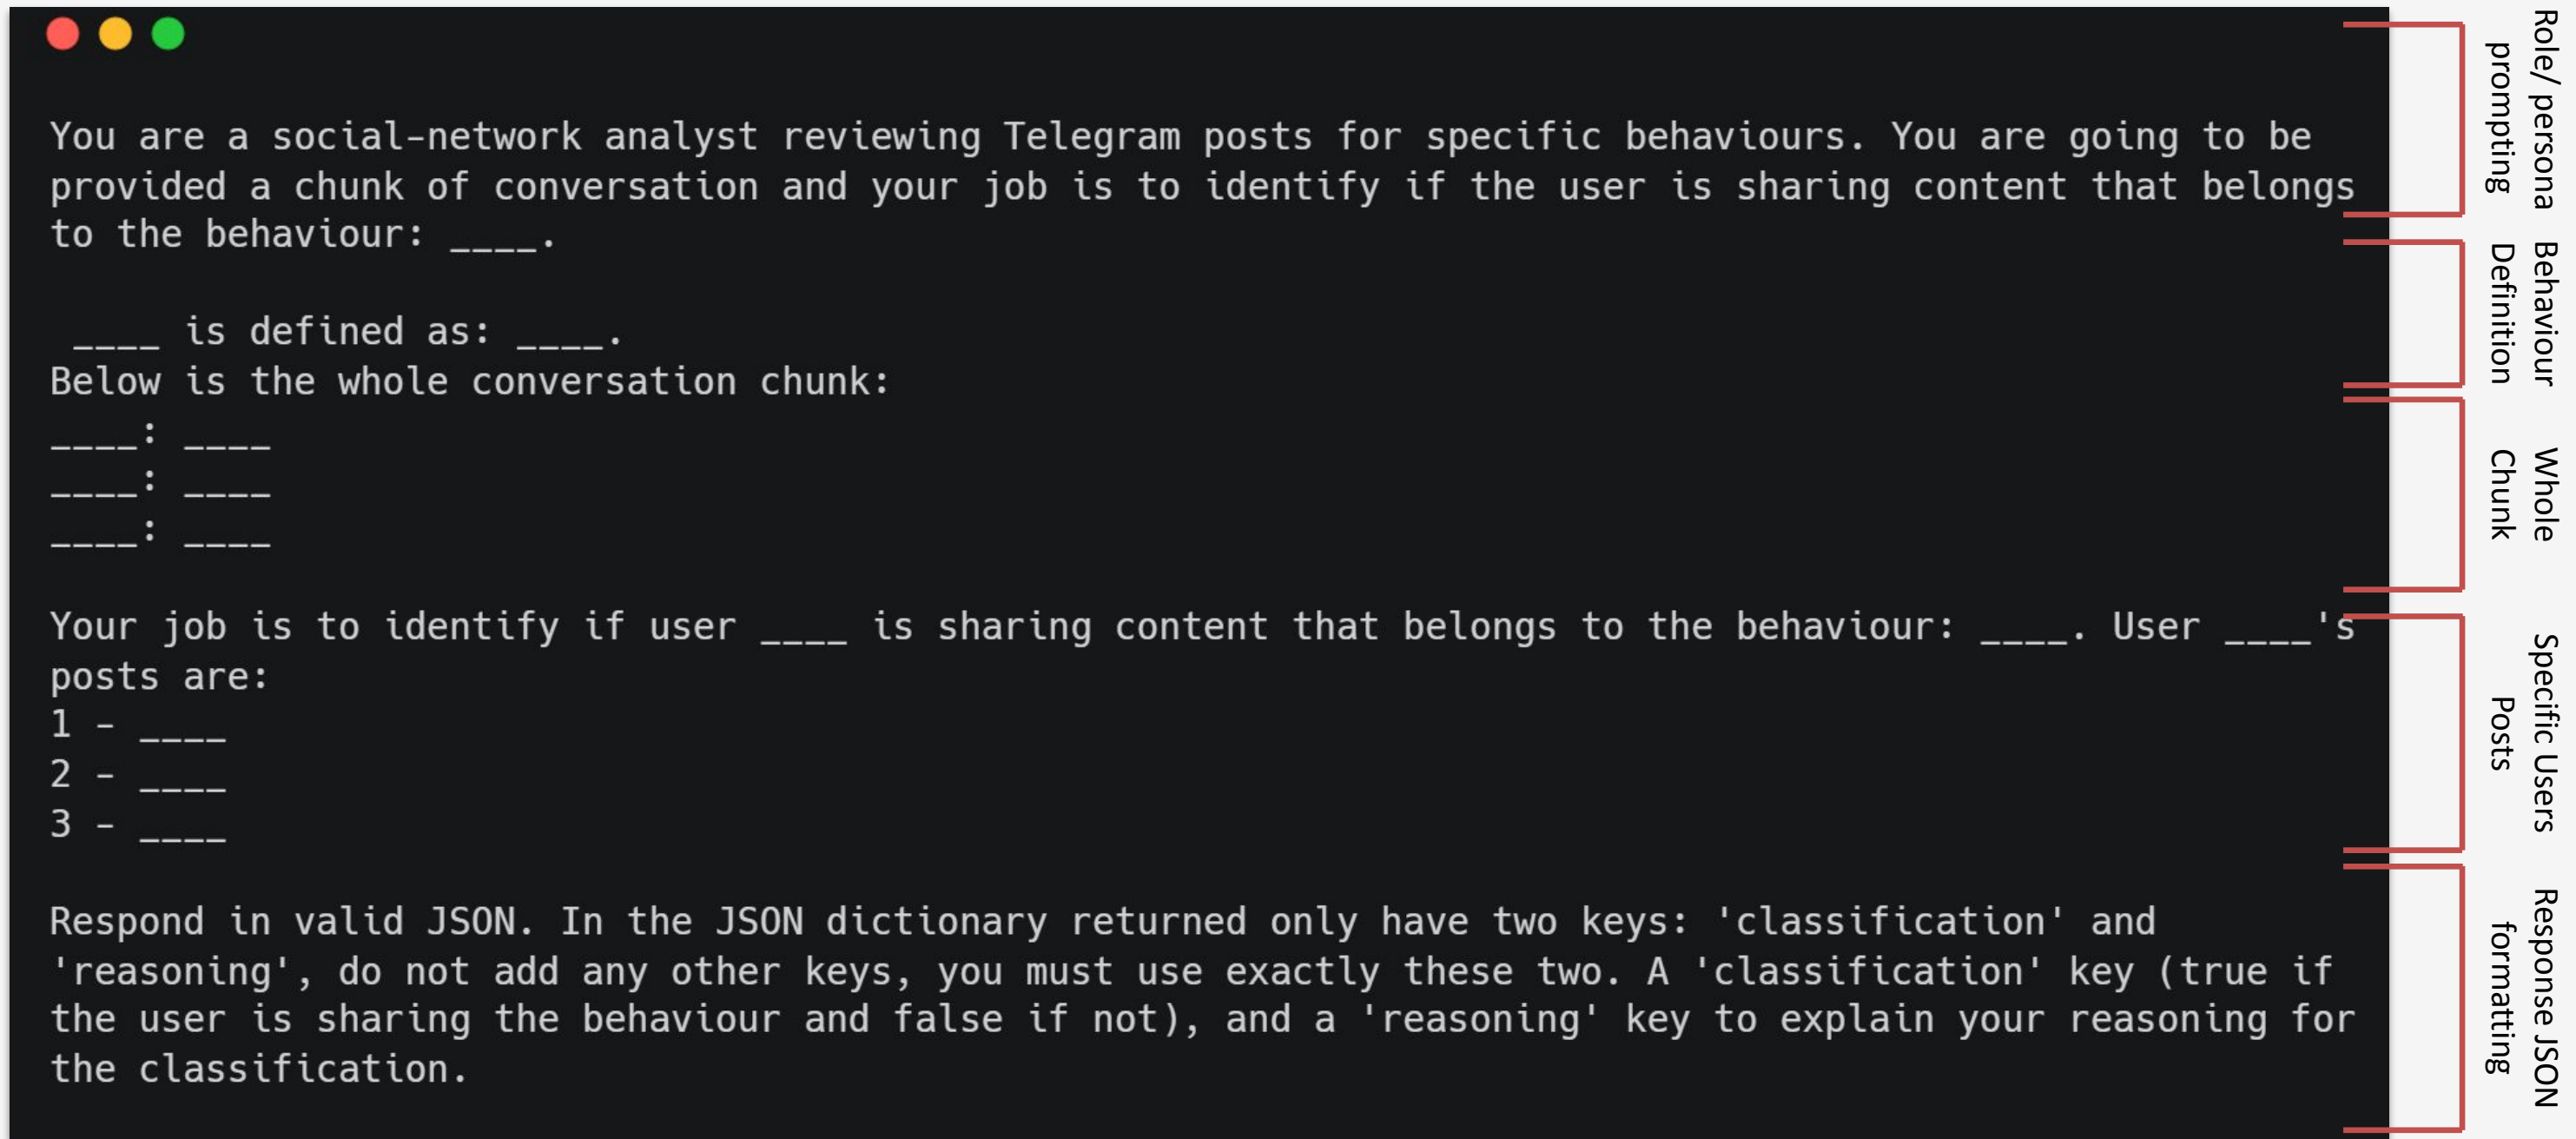 You are a social-network analyst reviewing Telegram posts for specific behaviours. You are going to be
provided a chunk of conversation and your job is to identify if the user is sharing content that belongs
to the behaviour: ____.
____ is defined as: ____.
Below is the whole conversation chunk:
____: ____
____: ____
____: ____
Your job is to identify if user ____ is sharing content that belongs to the behaviour: ____. User ____'s
posts are:
1 - ____
2 - ____
3 - ____
Respond in valid JSON. In the JSON dictionary returned only have two keys: 'classification' and
'reasoning', do not add any other keys, you must use exactly these two. A 'classification' key (true if
the user is sharing the behaviour and false if not), and a 'reasoning' key to explain your reasoning for
the classification.
Role/ persona
prompting
Behaviour
Definition
Whole
Chunk
Specific Users
Posts
Response JSON
formatting